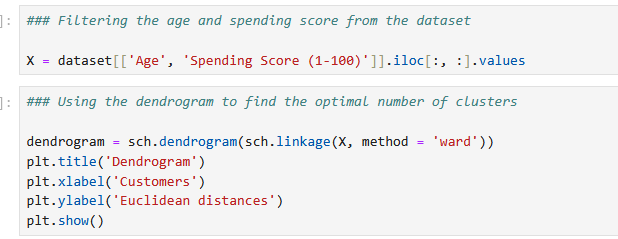 ]: ### Filtering the age and spending score from the dataset
X = dataset[['Age', 'Spending Score (1-100)']].iloc[:, :].values
]: ### Using the dendrogram to find the optimal number of clusters
dendrogram = sch.dendrogram(sch.linkage(X, method = 'ward'))
plt.title('Dendrogram')
plt.xlabel('Customers')
plt.ylabel('Euclidean distances')
plt.show()